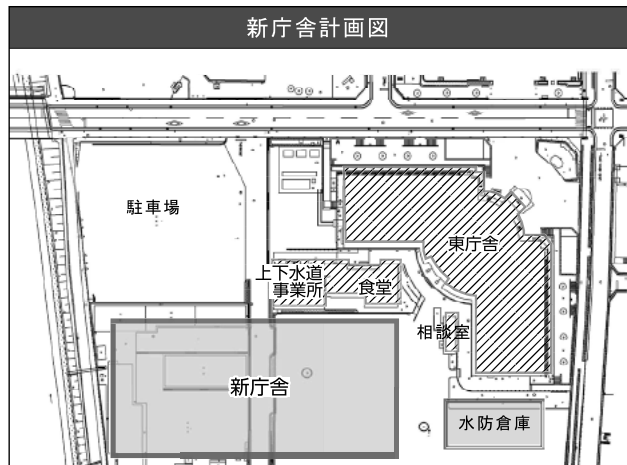 新庁舎計画図
駐車場
東庁舎
上下水道
事業所
食堂
相談室
新庁舎
水防倉庫